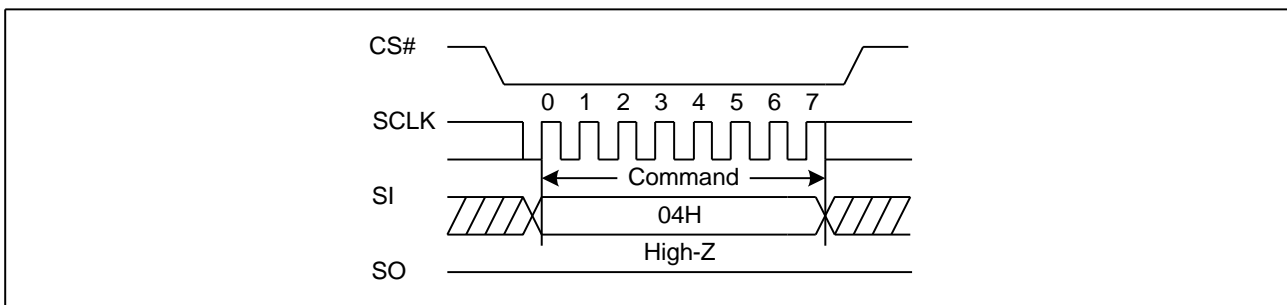 CS#
0 1 2 3 4 5 6 7
SCLK
Command
SI
04H
High-Z
SO